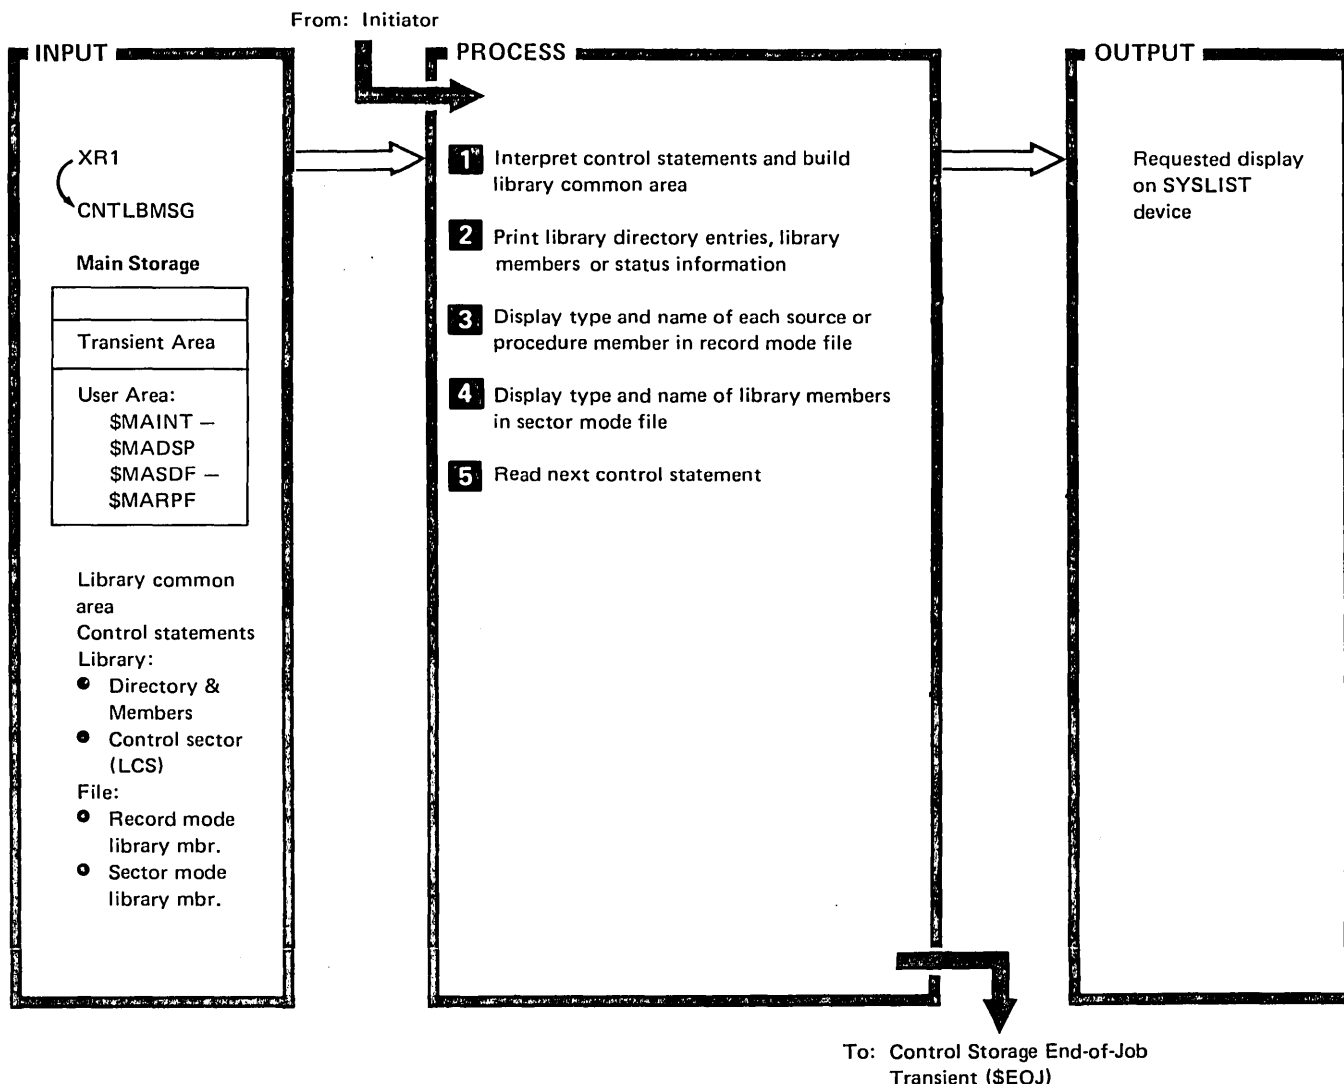 From: Initiator
INPUT
XR1
CNTLBMSG
Main Storage
Transient Area
User Area:
$MAINT –
$MADSP
$MASDF –
$MARPF
Library common
area
Control statements
Library:
● Directory &
Members
● Control sector
(LCS)
File:
● Record mode
library mbr.
● Sector mode
library mbr.
PROCESS
1 Interpret control statements and build
library common area
2 Print library directory entries, library
members or status information
3 Display type and name of each source or
procedure member in record mode file
4 Display type and name of library members
in sector mode file
5 Read next control statement
OUTPUT
Requested display
on SYSLIST
device
To: Control Storage End-of-Job
Transient ($EOJ)